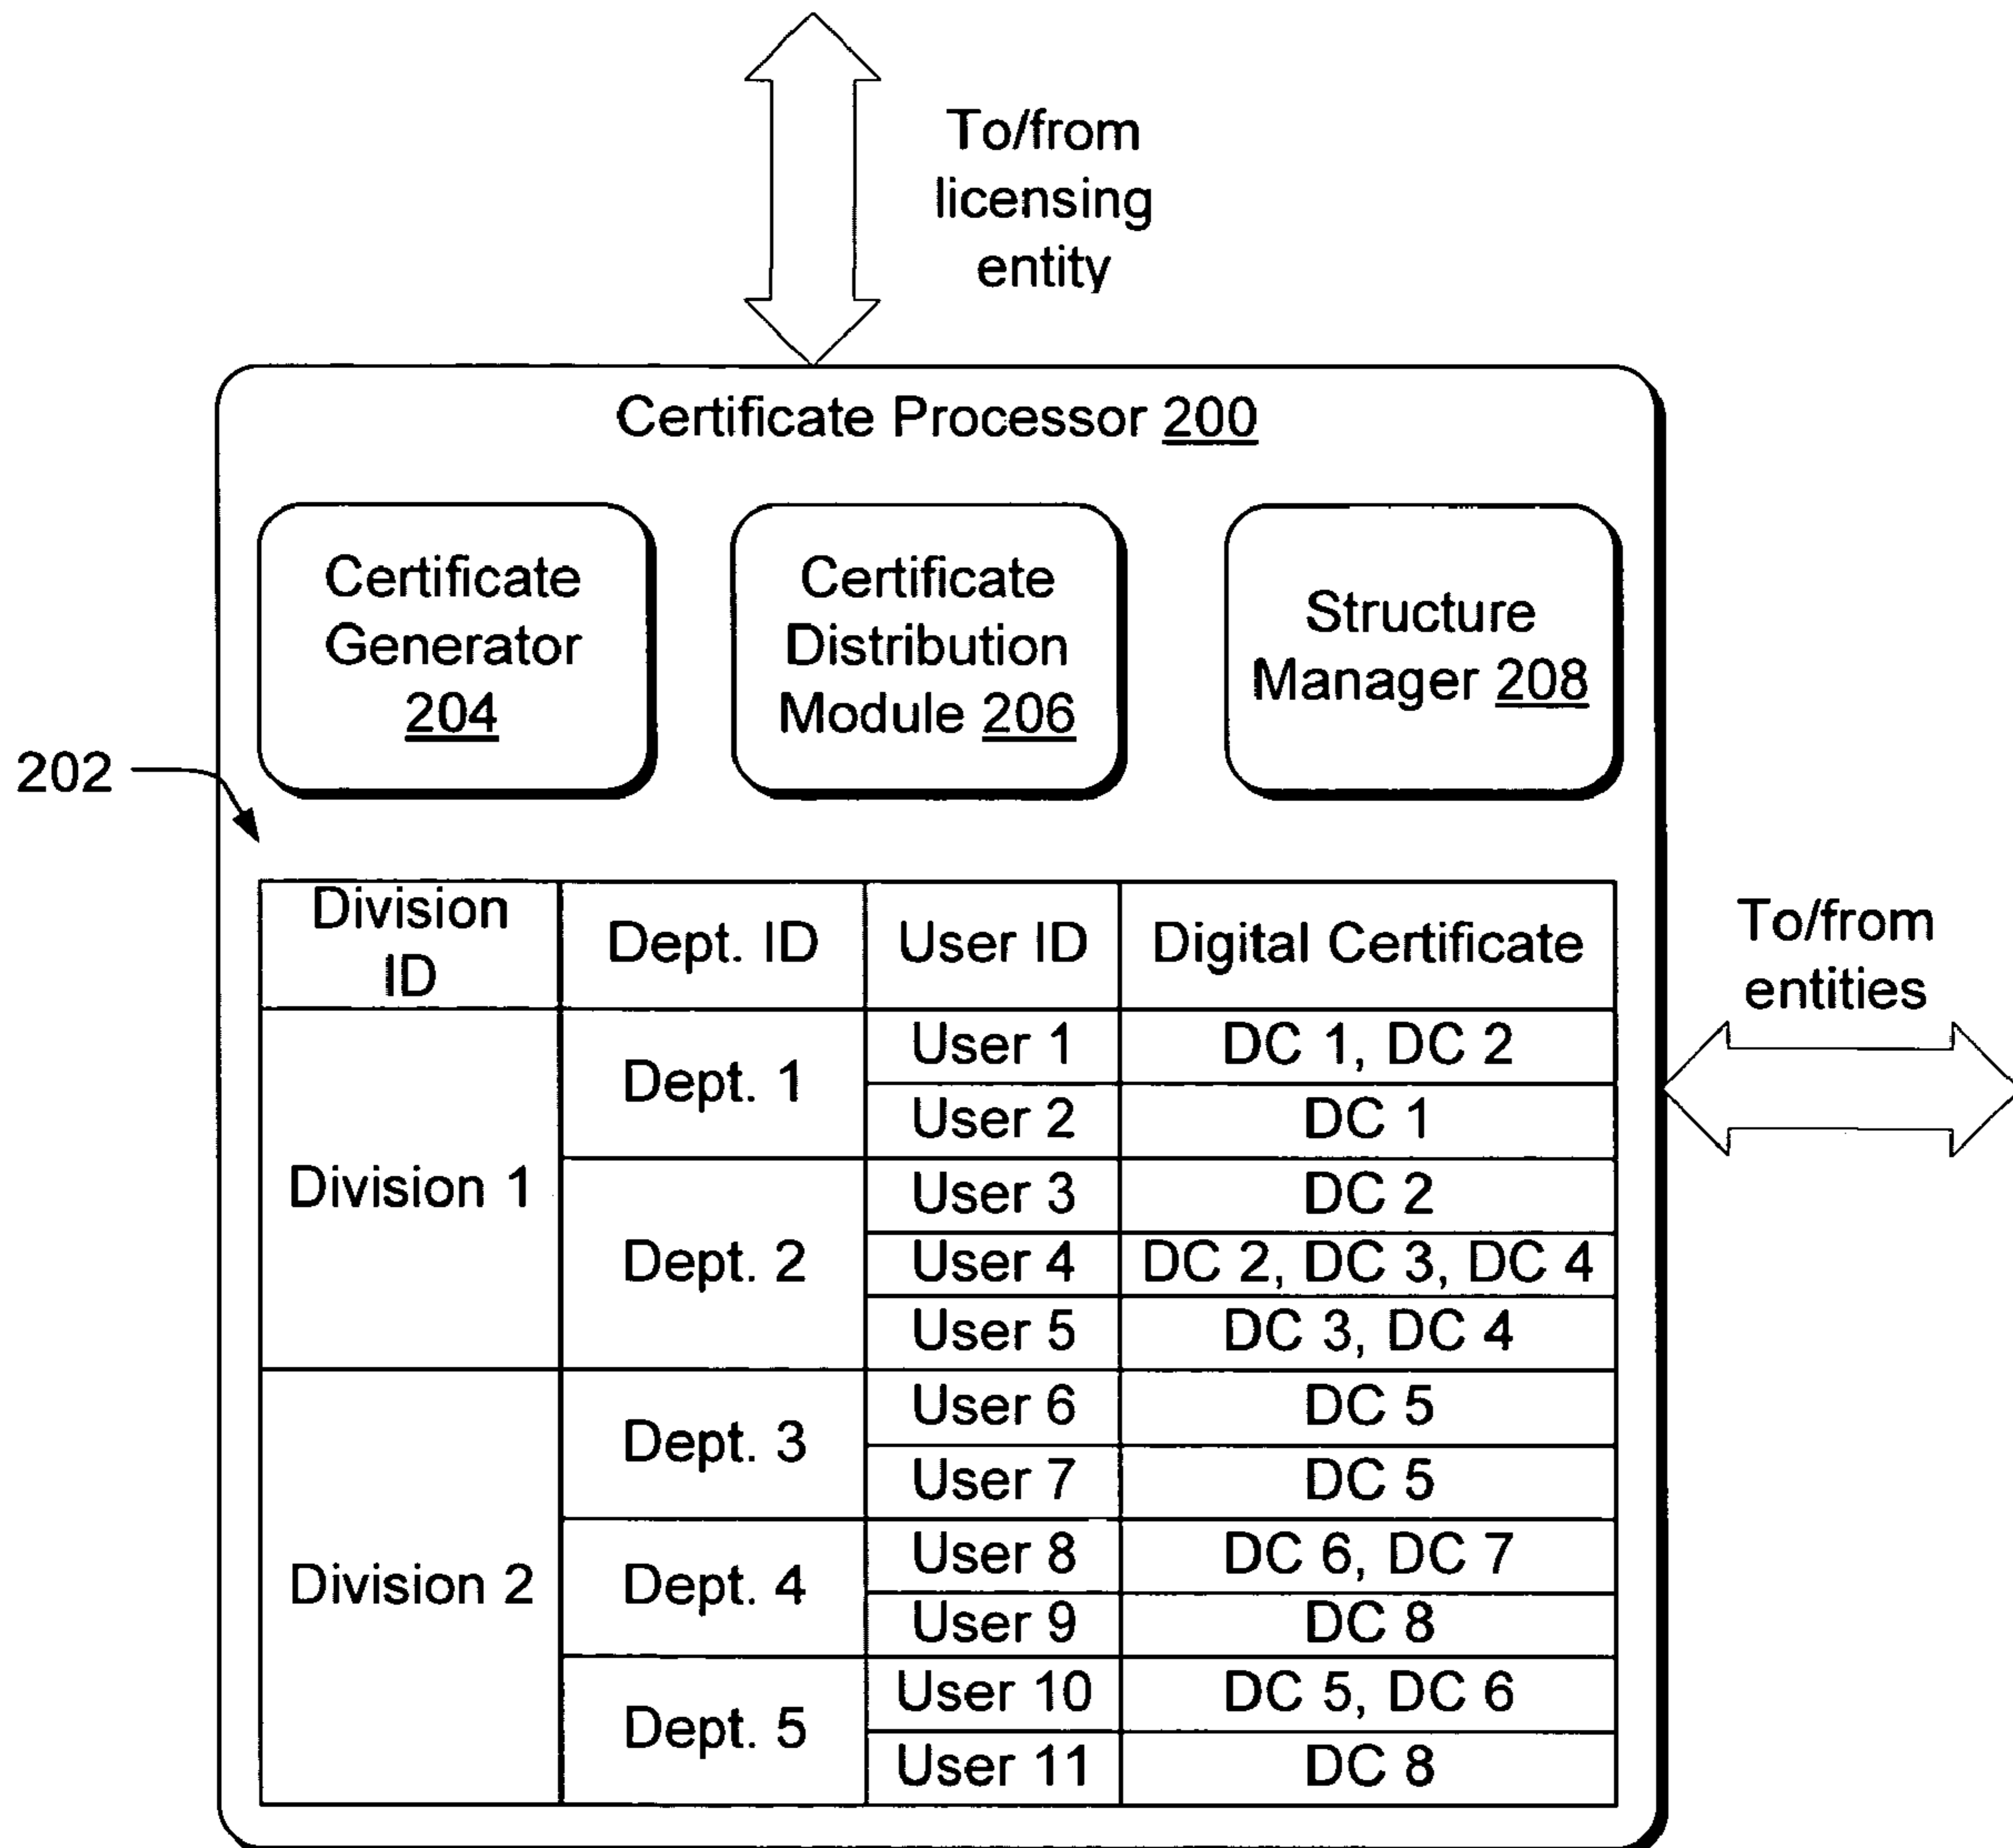 To/from
licensing
entity
Certificate Processor 200
Certificate
Generator
204
Certificate
Distribution
Module 206
Structure
Manager 208
202
Division
ID
Dept. ID
User ID
Digital Certificate
To/from
entities
Division 1
Dept. 1
User 1
DC 1, DC 2
User 2
DC 1
Dept. 2
User 3
DC 2
User 4
DC 2, DC 3, DC 4
User 5
DC 3, DC 4
Division 2
Dept. 3
User 6
DC 5
User 7
DC 5
Dept. 4
User 8
DC 6, DC 7
User 9
DC 8
Dept. 5
User 10
DC 5, DC 6
User 11
DC 8